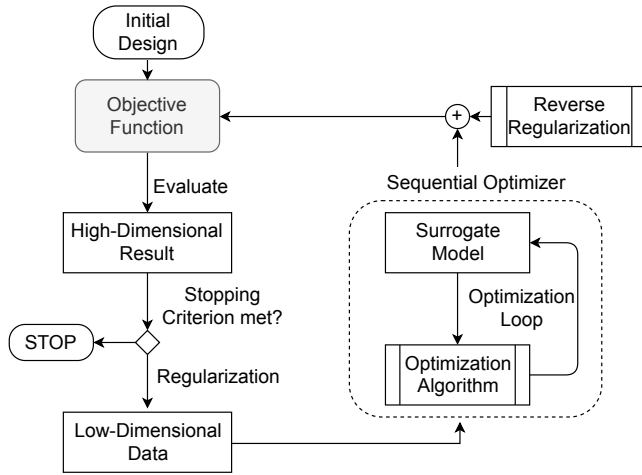 Initial
Design
Objective
Function
+
Reverse
Regularization
Evaluate
Sequential Optimizer
High-Dimensional
Result
Surrogate
Model
Stopping
Criterion met?
Optimization
Loop
STOP
Regularization
Optimization
Algorithm
Low-Dimensional
Data